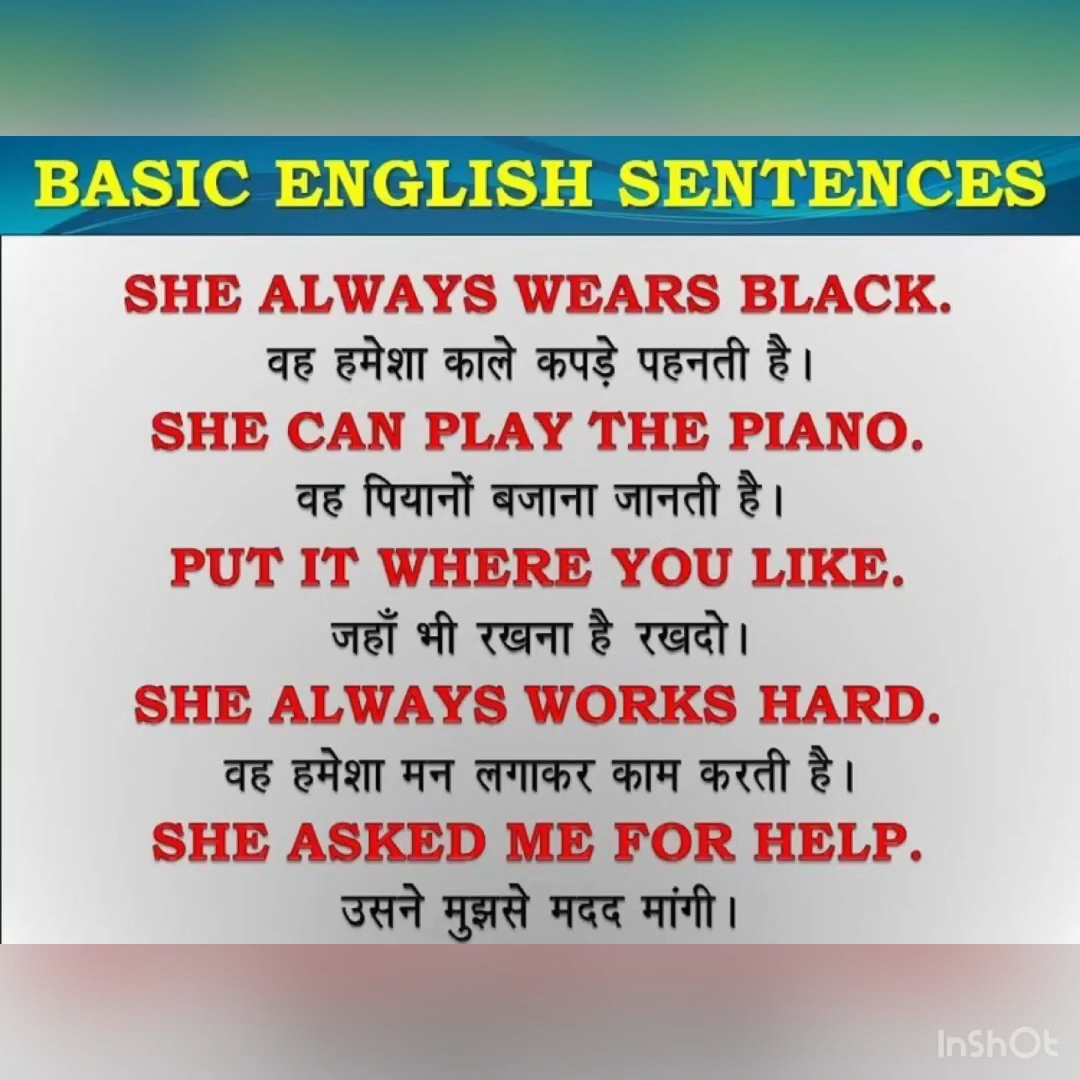 BASIC ENGLISH SENTENCES
SHE ALWAYS WEARS BLACK.
वह हमेशा काले कपड़े पहनती है।
SHE CAN PLAY THE PIANO.
वह पियानों बजाना जानती है।
PUT IT WHERE YOU LIKE.
जहाँ भी रखना है रखदो।
SHE ALWAYS WORKS HARD.
वह हमेशा मन लगाकर काम करती है।
SHE ASKED ME FOR HELP.
उसने मुझसे मदद मांगी।
InShOt